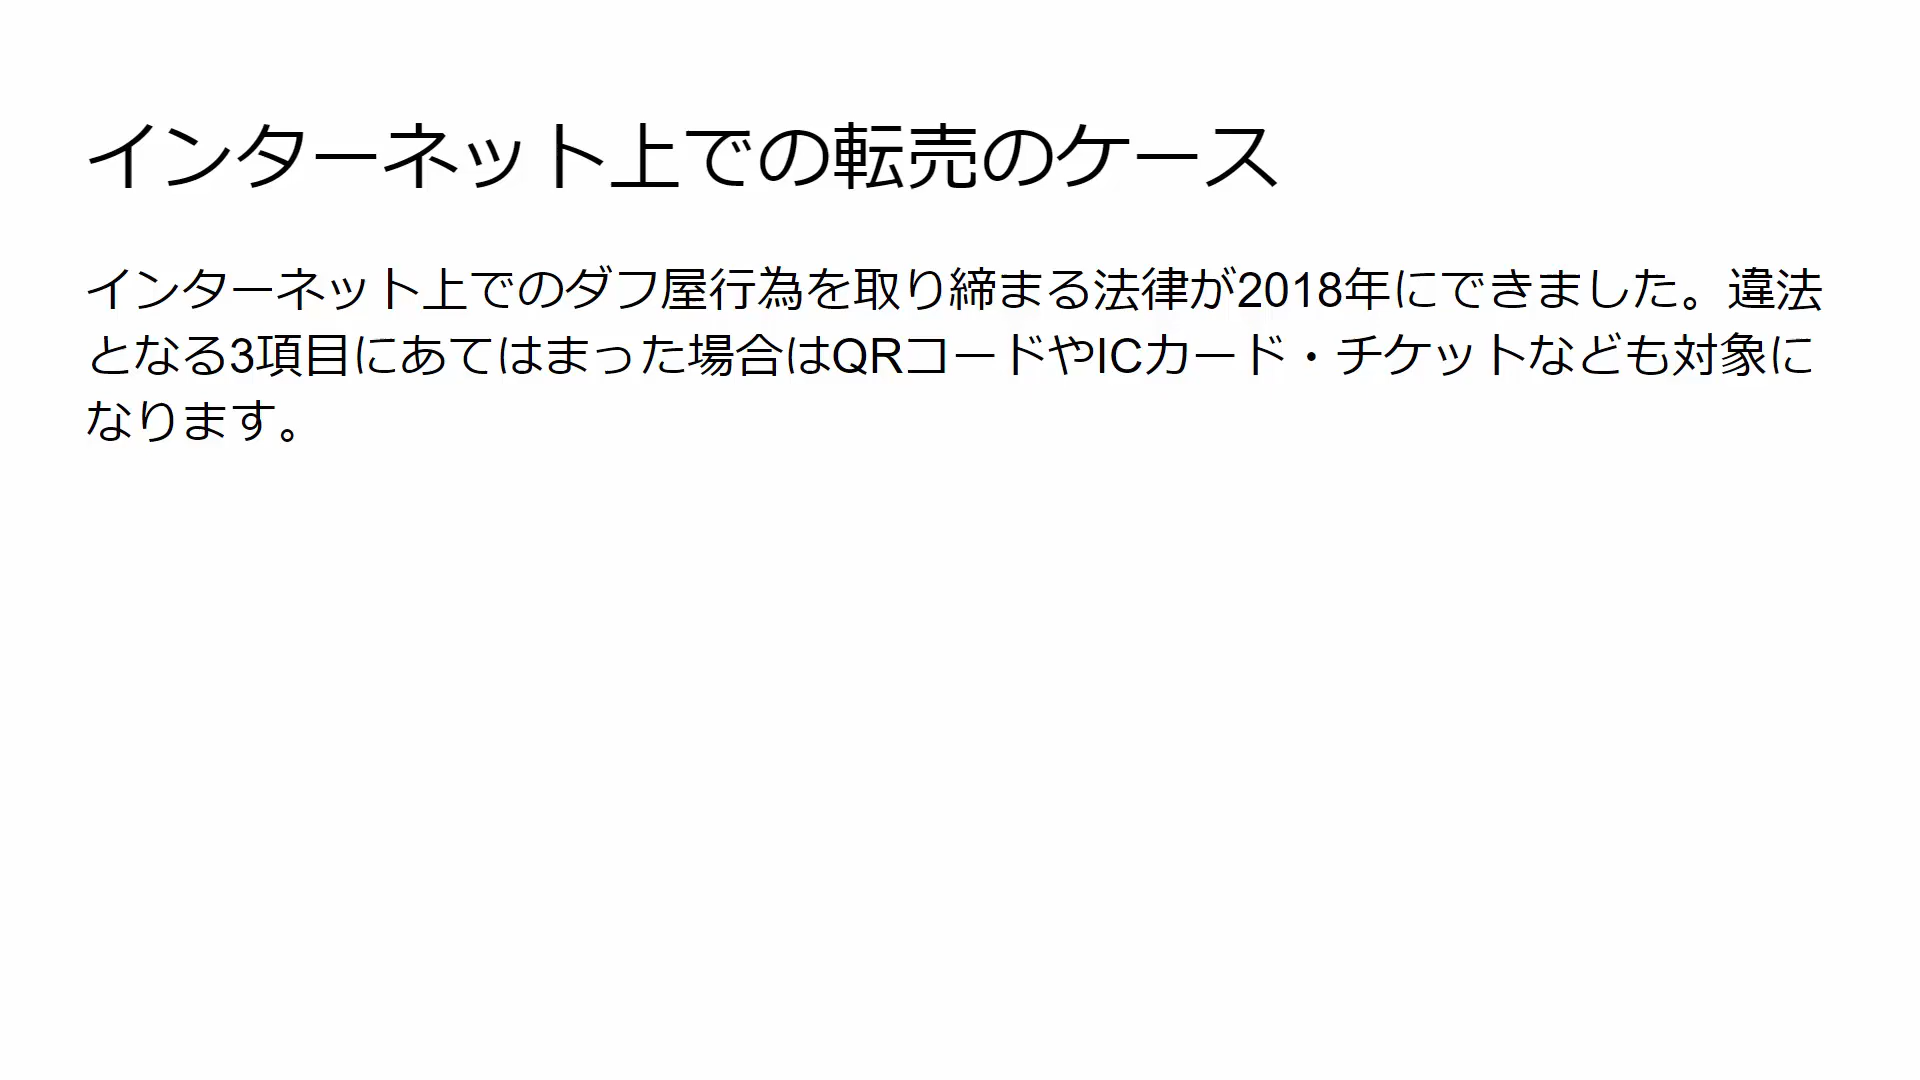 インターネット上での転売のケース
インターネット上でのダフ屋行為を取り締まる法律が2018年にできました。違法
となる3項目にあてはまった場合はQRコードやICカード・チケットなども対象に
なります。